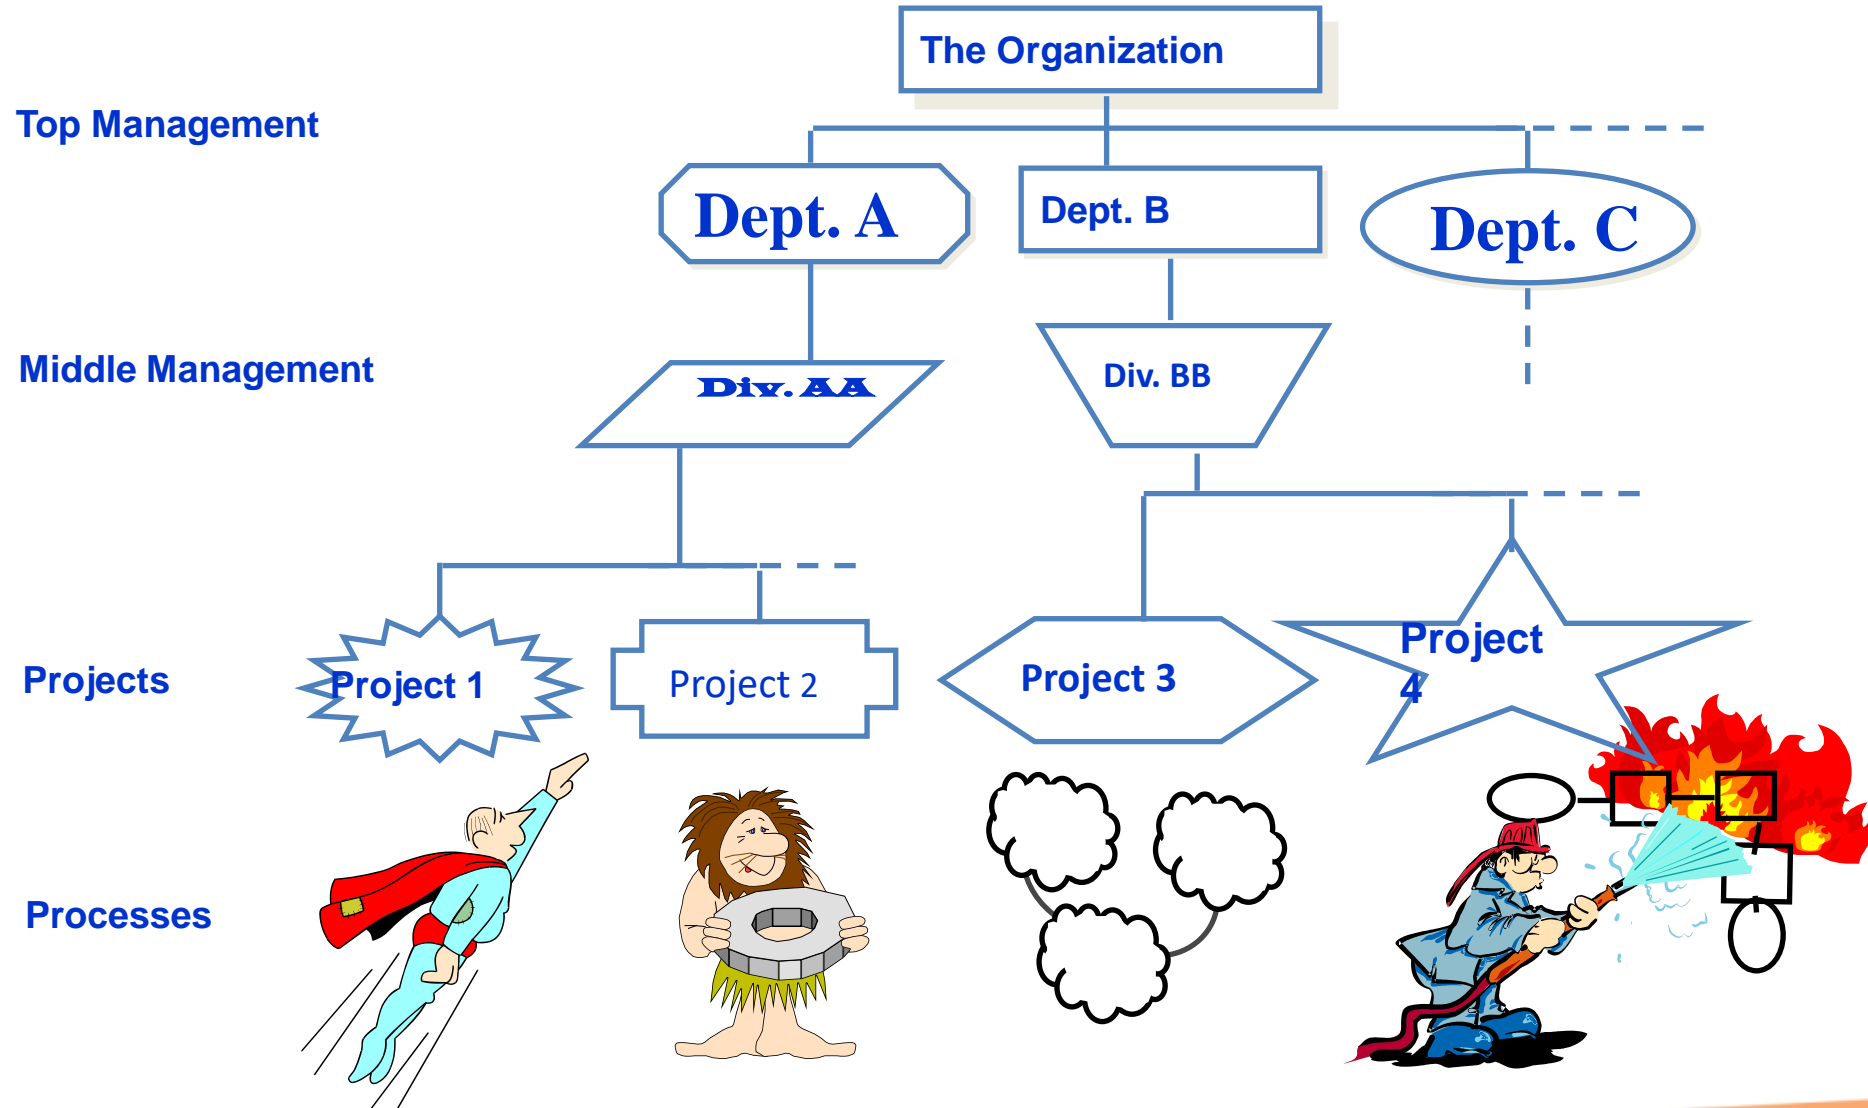 The Organization
Top Management
Dept. A
Dept. B
Dept. C
Middle Management
Div. AA
Div. BB
Projects
Project 1
Project 2
Project 3
Project
4
Processes